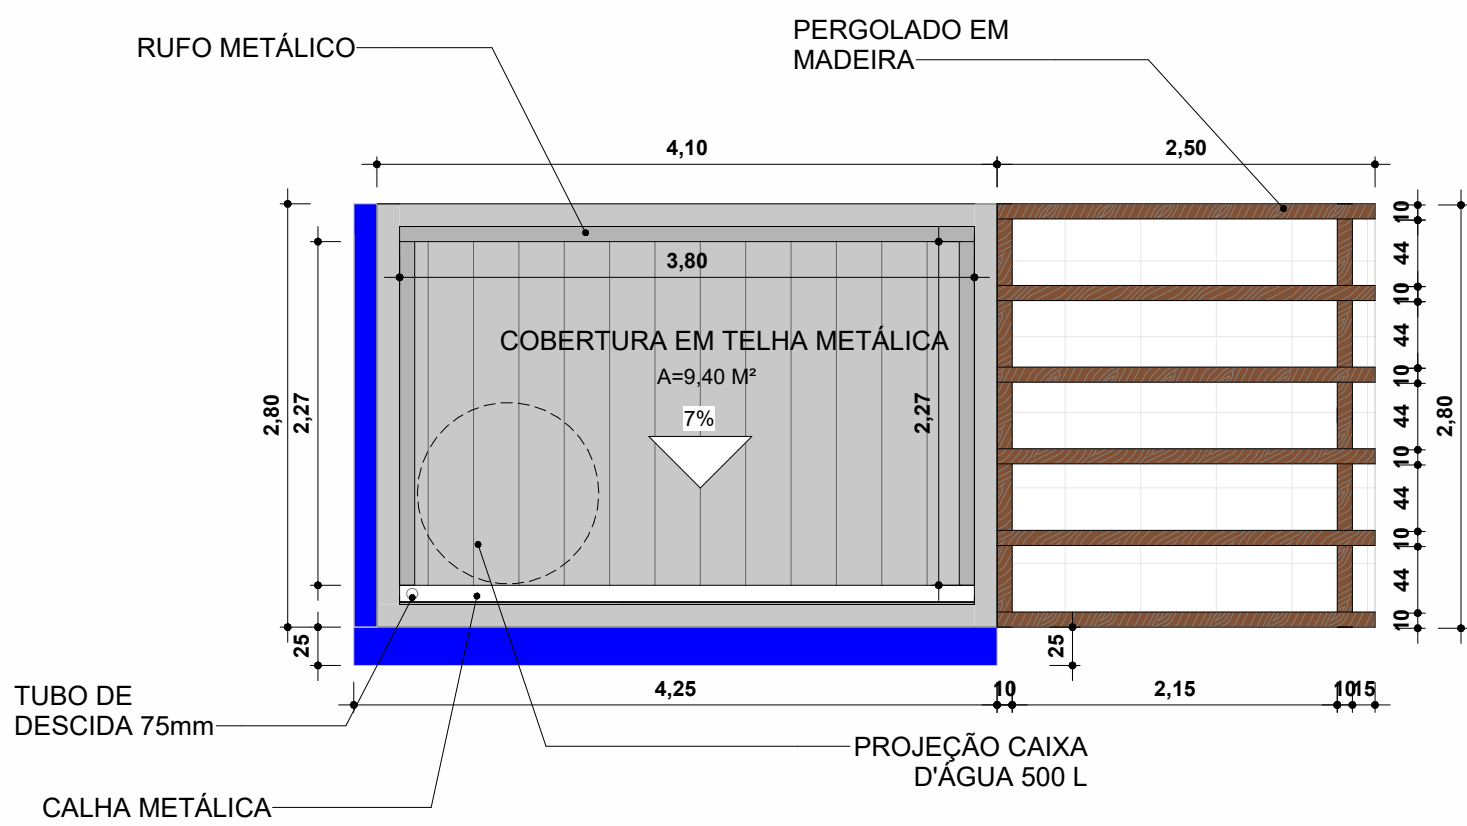 PERGOLADO EM
MADEIRA
RUFO METÁLICO
4,10
2,50
3,80
COBERTURA EM TELHA METÁLICA
A=9,40 M²
7%
2,80
2,27
2,27
25
10
44
10
44
10
44
10
44
10
44
10
2,80
25
4,25
10
2,15
10
15
TUBO DE
DESCIDA 75mm
PROJEÇÃO CAIXA
D'ÁGUA 500 L
CALHA METÁLICA